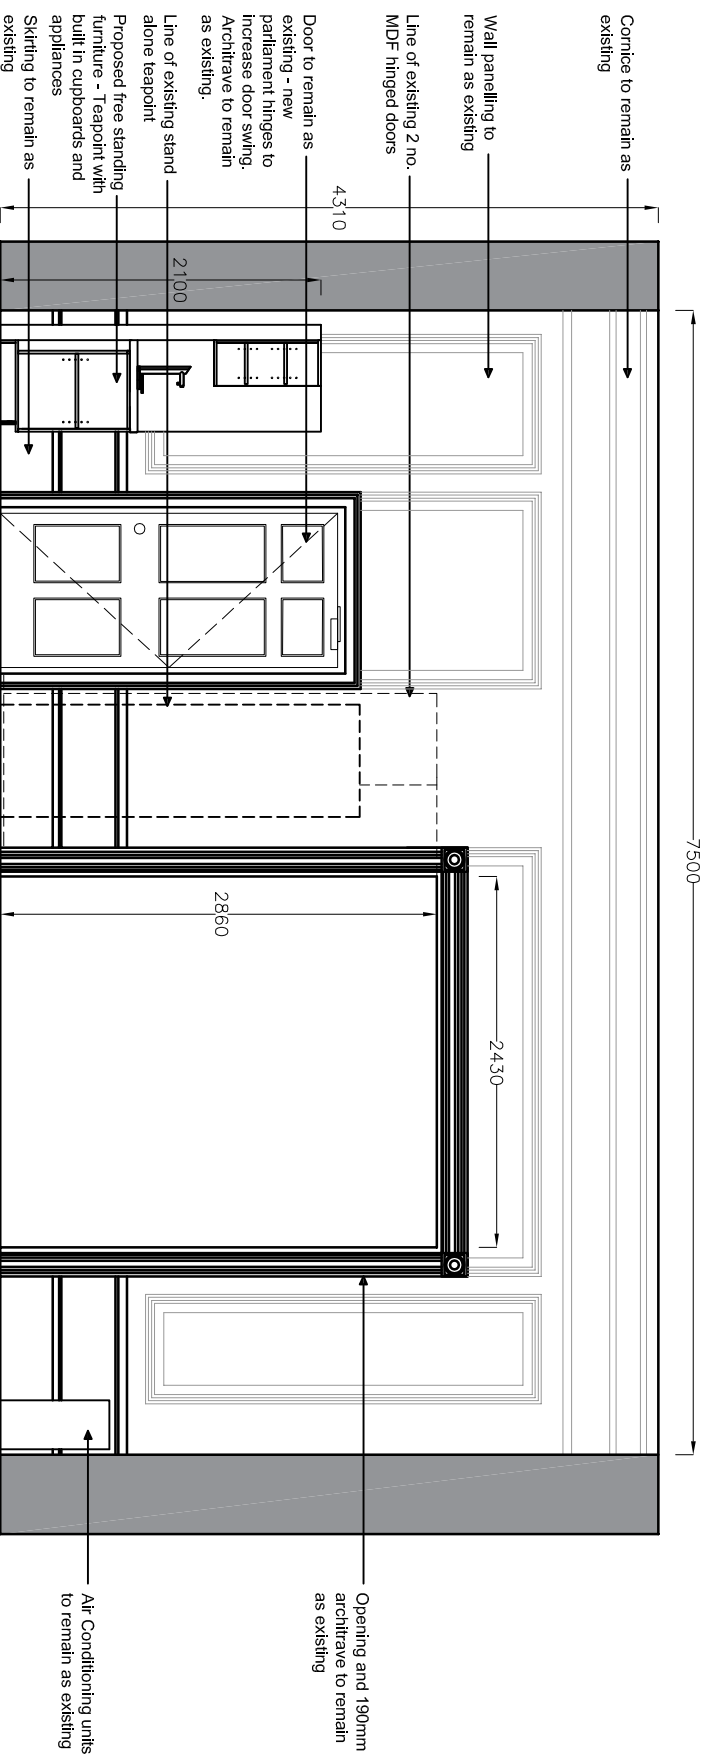 Cornice to remain as
existing
Wall panelling to
remain as existing
Line of existing 2 no.
MDF hinged doors
Door to remain as
existing - new
parliament hinges to
increase door swing.
Architrave to remain
as existing.
Line of existing stand
alone teapoint
Proposed free standing
furniture - Teapoint with
built in cupboards and
appliances
Skirting to remain as
existing
4310
2100
7500
2860
2430
Opening and 190mm
architrave to remain
as existing
Air Conditioning units
to remain as existing